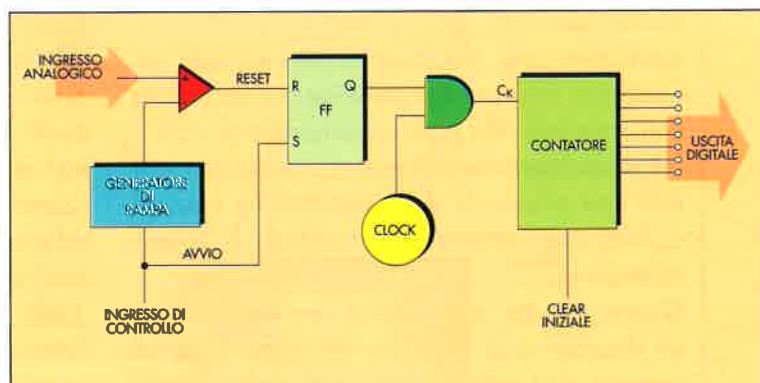 INGRESSO
ANALOGICO
+
-
RESET
R
Q
FF
S
GENERATORE
DI
RAMPA
AVVIO
INGRESSO DI
CONTROLLO
CLOCK
CK
CONTATORE
USCITA
DIGITALE
CLEAR
INIZIALE